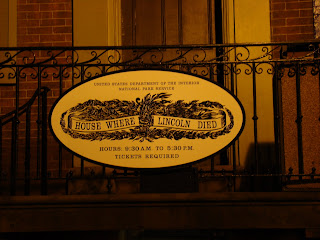 UNITED STATES DEPARTMENT OF THE INTERIOR
NATIONAL PARK SERVICE
HOUSE WHERE LINCOLN DIED
HOURS: 9:30 A.M. TO 5:30 P.M.
TICKETS REQUIRED